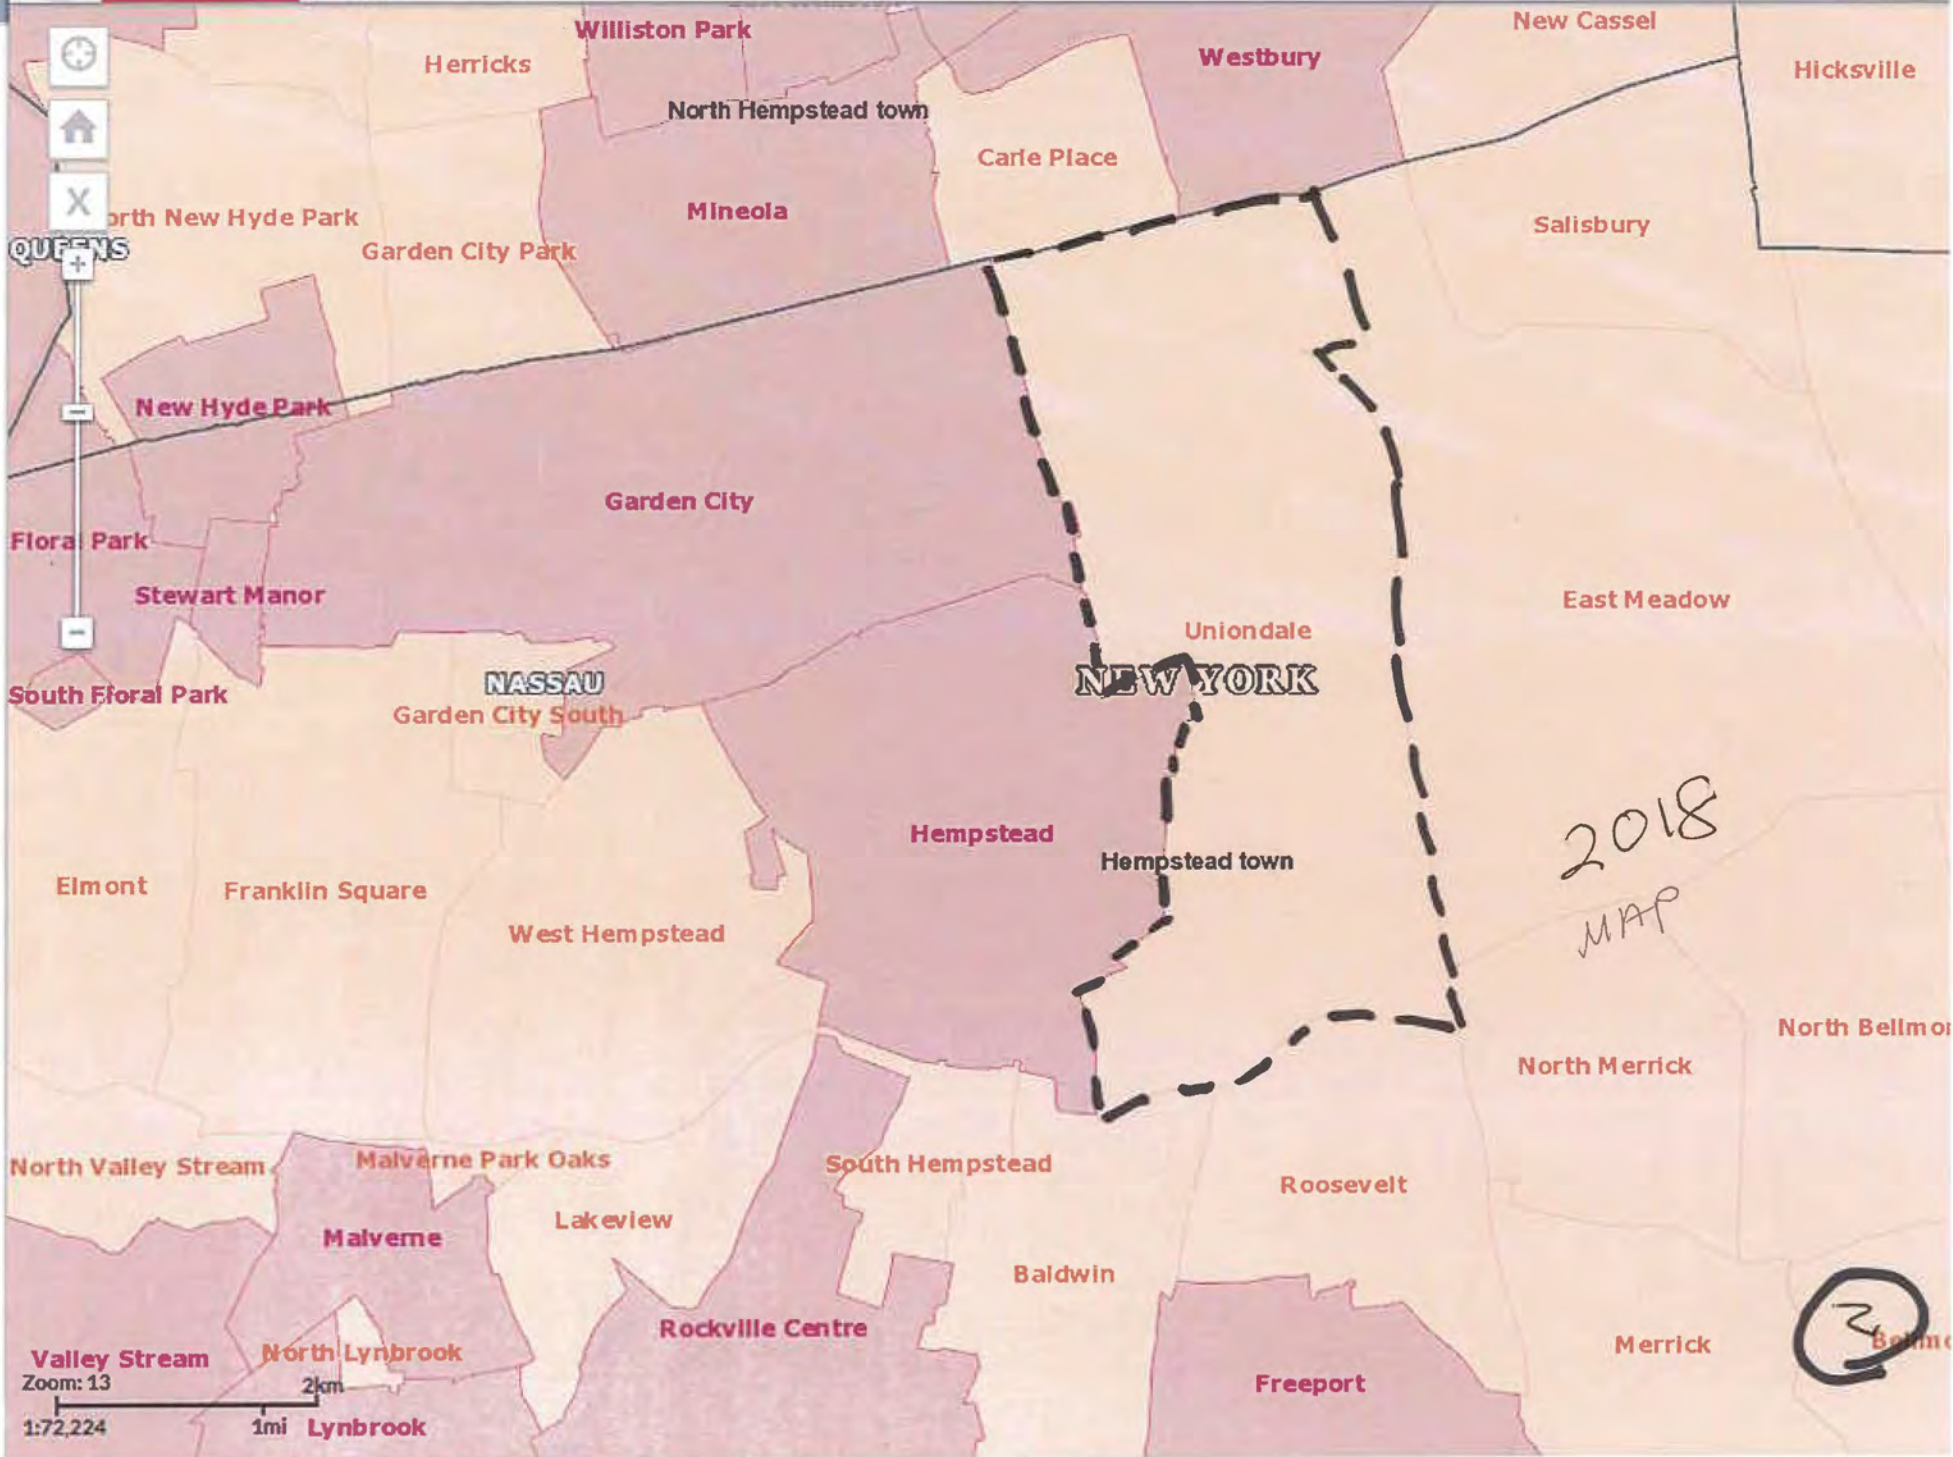 Williston Park
New Cassel
Herricks
Westbury
Hicksville
North Hempstead town
Carle Place
X
orth New Hyde Park
Mineola
Salisbury
QUEENS
Garden City Park
+
New Hyde Park
Garden City
Floral Park
Stewart Manor
East Meadow
Uniondale
NASSAU
NEW YORK
South Floral Park
Garden City South
2018
Hempstead
Hempstead town
Elmont
Franklin Square
MAP
West Hempstead
North Bellmor
North Merrick
North Valley Stream
Malverne Park Oaks
South Hempstead
Roosevelt
Lakeview
Malverne
Baldwin
Rockville Centre
Merrick
North Lynbrook
Valley Stream
Freeport
Zoom: 13
2km
1:72,224
1mi
Lynbrook